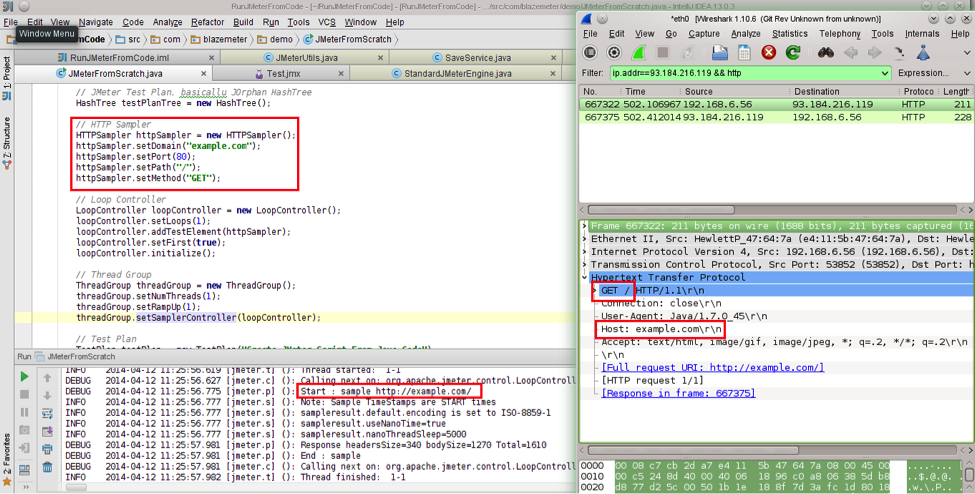 RunJMeterFromCode - [~/RunJMeterFromCode] - [RunJMeterFromCode] - .../src/com/blazemeter/demo/JMeterFromScratch.java - IntelliJ IDEA 13.1.1
File Edit View Navigate Code Analyze Refactor Build Run Tools VCS Window Help
Window Menu
Code src com blazemeter demo JMeterFromScratch
RunJMeterFromCode.iml JMeterUtils.java SaveService.java
JMeterFromScratch.java Test.jmx StandardJMeterEngine.java
1: Project
7: Structure
2: Favorites
// JMeter Test Plan, basically JOrphan HashTree
HashTree testPlanTree = new HashTree();
// HTTP Sampler
HTTPSampler httpSampler = new HTTPSampler();
httpSampler.setDomain("example.com");
httpSampler.setPort(80);
httpSampler.setPath("/");
httpSampler.setMethod("GET");
// Loop Controller
LoopController loopController = new LoopController();
loopController.setLoops(1);
loopController.addTestElement(httpSampler);
loopController.setFirst(true);
loopController.initialize();
// Thread Group
ThreadGroup threadGroup = new ThreadGroup();
threadGroup.setNumThreads(1);
threadGroup.setRampUp(1);
threadGroup.setSamplerController(loopController);
// Test Plan
Run JMeterFromScratch
INFO 2014-04-12 11:25:56.619 [jmeter.t] (): Thread started: 1-1
DEBUG 2014-04-12 11:25:56.627 [jmeter.c] (): Calling next on: org.apache.jmeter.control.LoopContr
DEBUG 2014-04-12 11:25:56.775 [jmeter.p] (): Start : sample http://example.com/
INFO 2014-04-12 11:25:56.777 [jmeter.s] (): Note: Sample TimeStamps are START times
INFO 2014-04-12 11:25:56.777 [jmeter.s] (): sampleresult.default.encoding is set to ISO-8859-1
INFO 2014-04-12 11:25:56.777 [jmeter.s] (): sampleresult.useNanoTime=true
INFO 2014-04-12 11:25:56.777 [jmeter.s] (): sampleresult.nanoThreadSleep=5000
DEBUG 2014-04-12 11:25:57.981 [jmeter.p] (): Response headersSize=340 bodySize=1270 Total=1610
DEBUG 2014-04-12 11:25:57.981 [jmeter.p] (): End : sample
DEBUG 2014-04-12 11:25:57.982 [jmeter.c] (): Calling next on: org.apache.jmeter.control.LoopContr
INFO 2014-04-12 11:25:57.982 [jmeter.t] (): Thread finished: 1-1
*eth0 [Wireshark 1.10.6 (Git Rev Unknown from unknown)]
File Edit View Go Capture Analyze Statistics Telephony Tools Internals Help
Filter: ip.addr==93.184.216.119 && http Expression...
No. Time Source Destination Protoco Length
667322 502.106967 192.168.6.56 93.184.216.119 HTTP 211
667375 502.412014 93.184.216.119 192.168.6.56 HTTP 228
Frame 667322: 211 bytes on wire (1688 bits), 211 bytes captured (16
Ethernet II, Src: HewlettP_47:64:7a (e4:11:5b:47:64:7a), Dst: Hewle
Internet Protocol Version 4, Src: 192.168.6.56 (192.168.6.56), Dst:
Transmission Control Protocol, Src Port: 53852 (53852), Dst Port: h
Hypertext Transfer Protocol
GET / HTTP/1.1\r\n
Connection: close\r\n
User-Agent: Java/1.7.0_45\r\n
Host: example.com\r\n
Accept: text/html, image/gif, image/jpeg, *; q=.2, */*; q=.2\r\n
\r\n
[Full request URI: http://example.com/]
[HTTP request 1/1]
[Response in frame: 667375]
0000 00 08 c7 cb 2d a7 e4 11 5b 47 64 7a 08 00 45 00
0010 00 c5 24 8d 40 00 40 06 18 96 c0 a8 06 38 5d b8
0020 d8 77 d2 5c 00 50 1b 1e 18 8f 7d 3a fc 1d 80 18